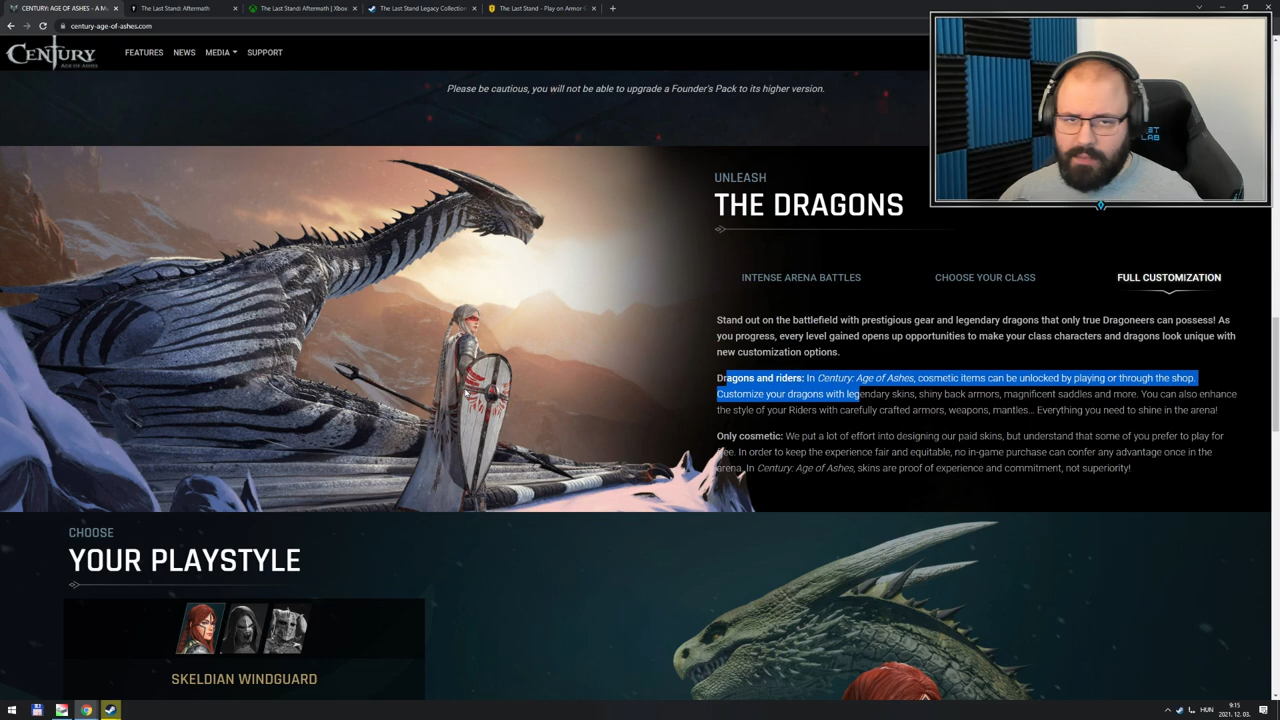 CENTURY: AGE OF ASHES - A M
The Last Stand: Aftermath
The Last Stand: Aftermath | Xbox
The Last Stand Legacy Collection
The Last Stand - Play on Armor G
century-age-of-ashes.com
CENTURY
AGE OF ASHES
FEATURES
NEWS
MEDIA
SUPPORT
Please be cautious, you will not be able to upgrade a Founder's Pack to its higher version.
UNLEASH
THE DRAGONS
INTENSE ARENA BATTLES
CHOOSE YOUR CLASS
FULL CUSTOMIZATION
Stand out on the battlefield with prestigious gear and legendary dragons that only true Dragoneers can possess! As
you progress, every level gained opens up opportunities to make your class characters and dragons look unique with
new customization options.
Dragons and riders: In Century: Age of Ashes, cosmetic items can be unlocked by playing or through the shop.
Customize your dragons with legendary skins, shiny back armors, magnificent saddles and more. You can also enhance
the style of your Riders with carefully crafted armors, weapons, mantles... Everything you need to shine in the arena!
Only cosmetic: We put a lot of effort into designing our paid skins, but understand that some of you prefer to play for
free. In order to keep the experience fair and equitable, no in-game purchase can confer any advantage once in the
arena. In Century: Age of Ashes, skins are proof of experience and commitment, not superiority!
CHOOSE
YOUR PLAYSTYLE
SKELDIAN WINDGUARD
HUN
9:15
2021. 12. 03.